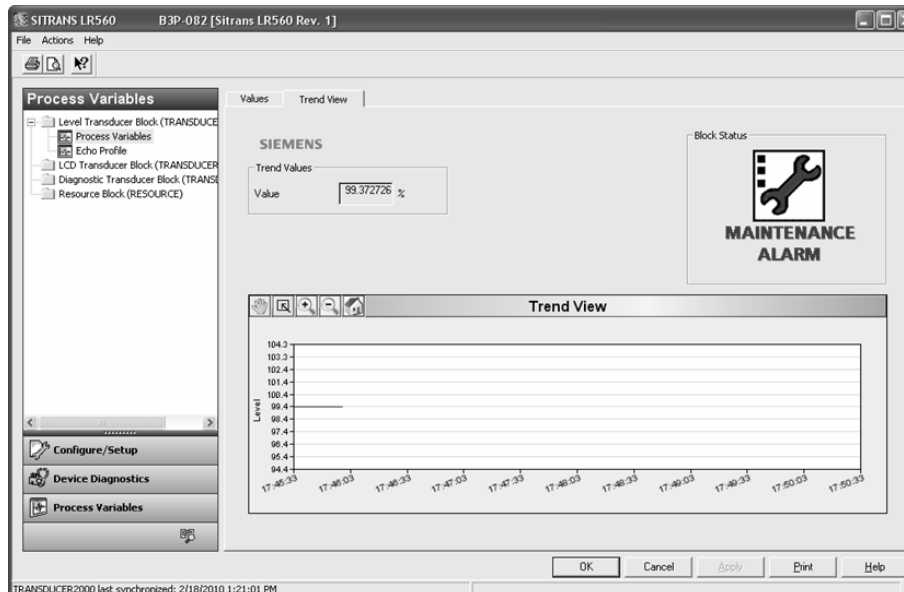 SITRANS LR560 B3P-082 [Sitrans LR560 Rev. 1]
File Actions Help
Process Variables
Level Transducer Block (TRANSDUCE
Process Variables
Echo Profile
LCD Transducer Block (TRANSDUCER
Diagnostic Transducer Block (TRANSD
Resource Block (RESOURCE)
Configure/Setup
Device Diagnostics
Process Variables
Values Trend View
SIEMENS
Trend Values
Value 99.372726 %
Block Status
MAINTENANCE
ALARM
Trend View
Level
104.3
103.3
102.4
101.4
100.4
99.4
98.4
97.4
96.4
95.4
94.4
17:45:33 17:46:03 17:46:33 17:47:03 17:47:33 17:48:03 17:48:33 17:49:03 17:49:33 17:50:03 17:50:33
OK Cancel Apply Print Help
TRANSDUCER2000 last synchronized: 2/18/2010 1:21:01 PM